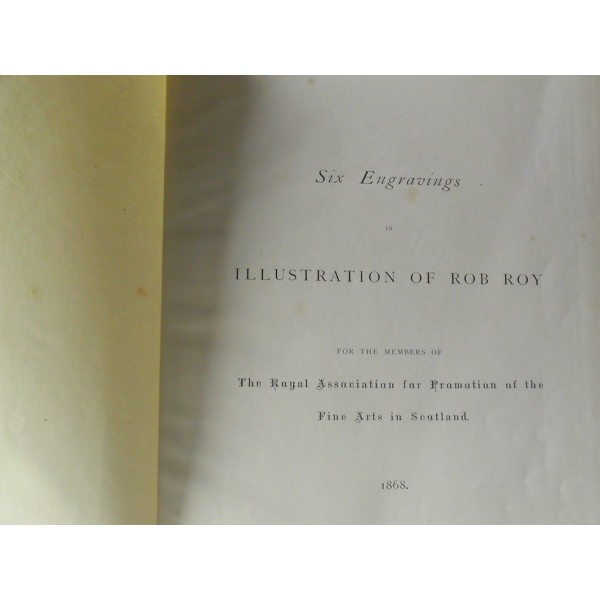 Six Engravings
IN
ILLUSTRATION OF ROB ROY
FOR THE MEMBERS OF
The Royal Association for Promotion of the
Fine Arts in Scotland.
1868.